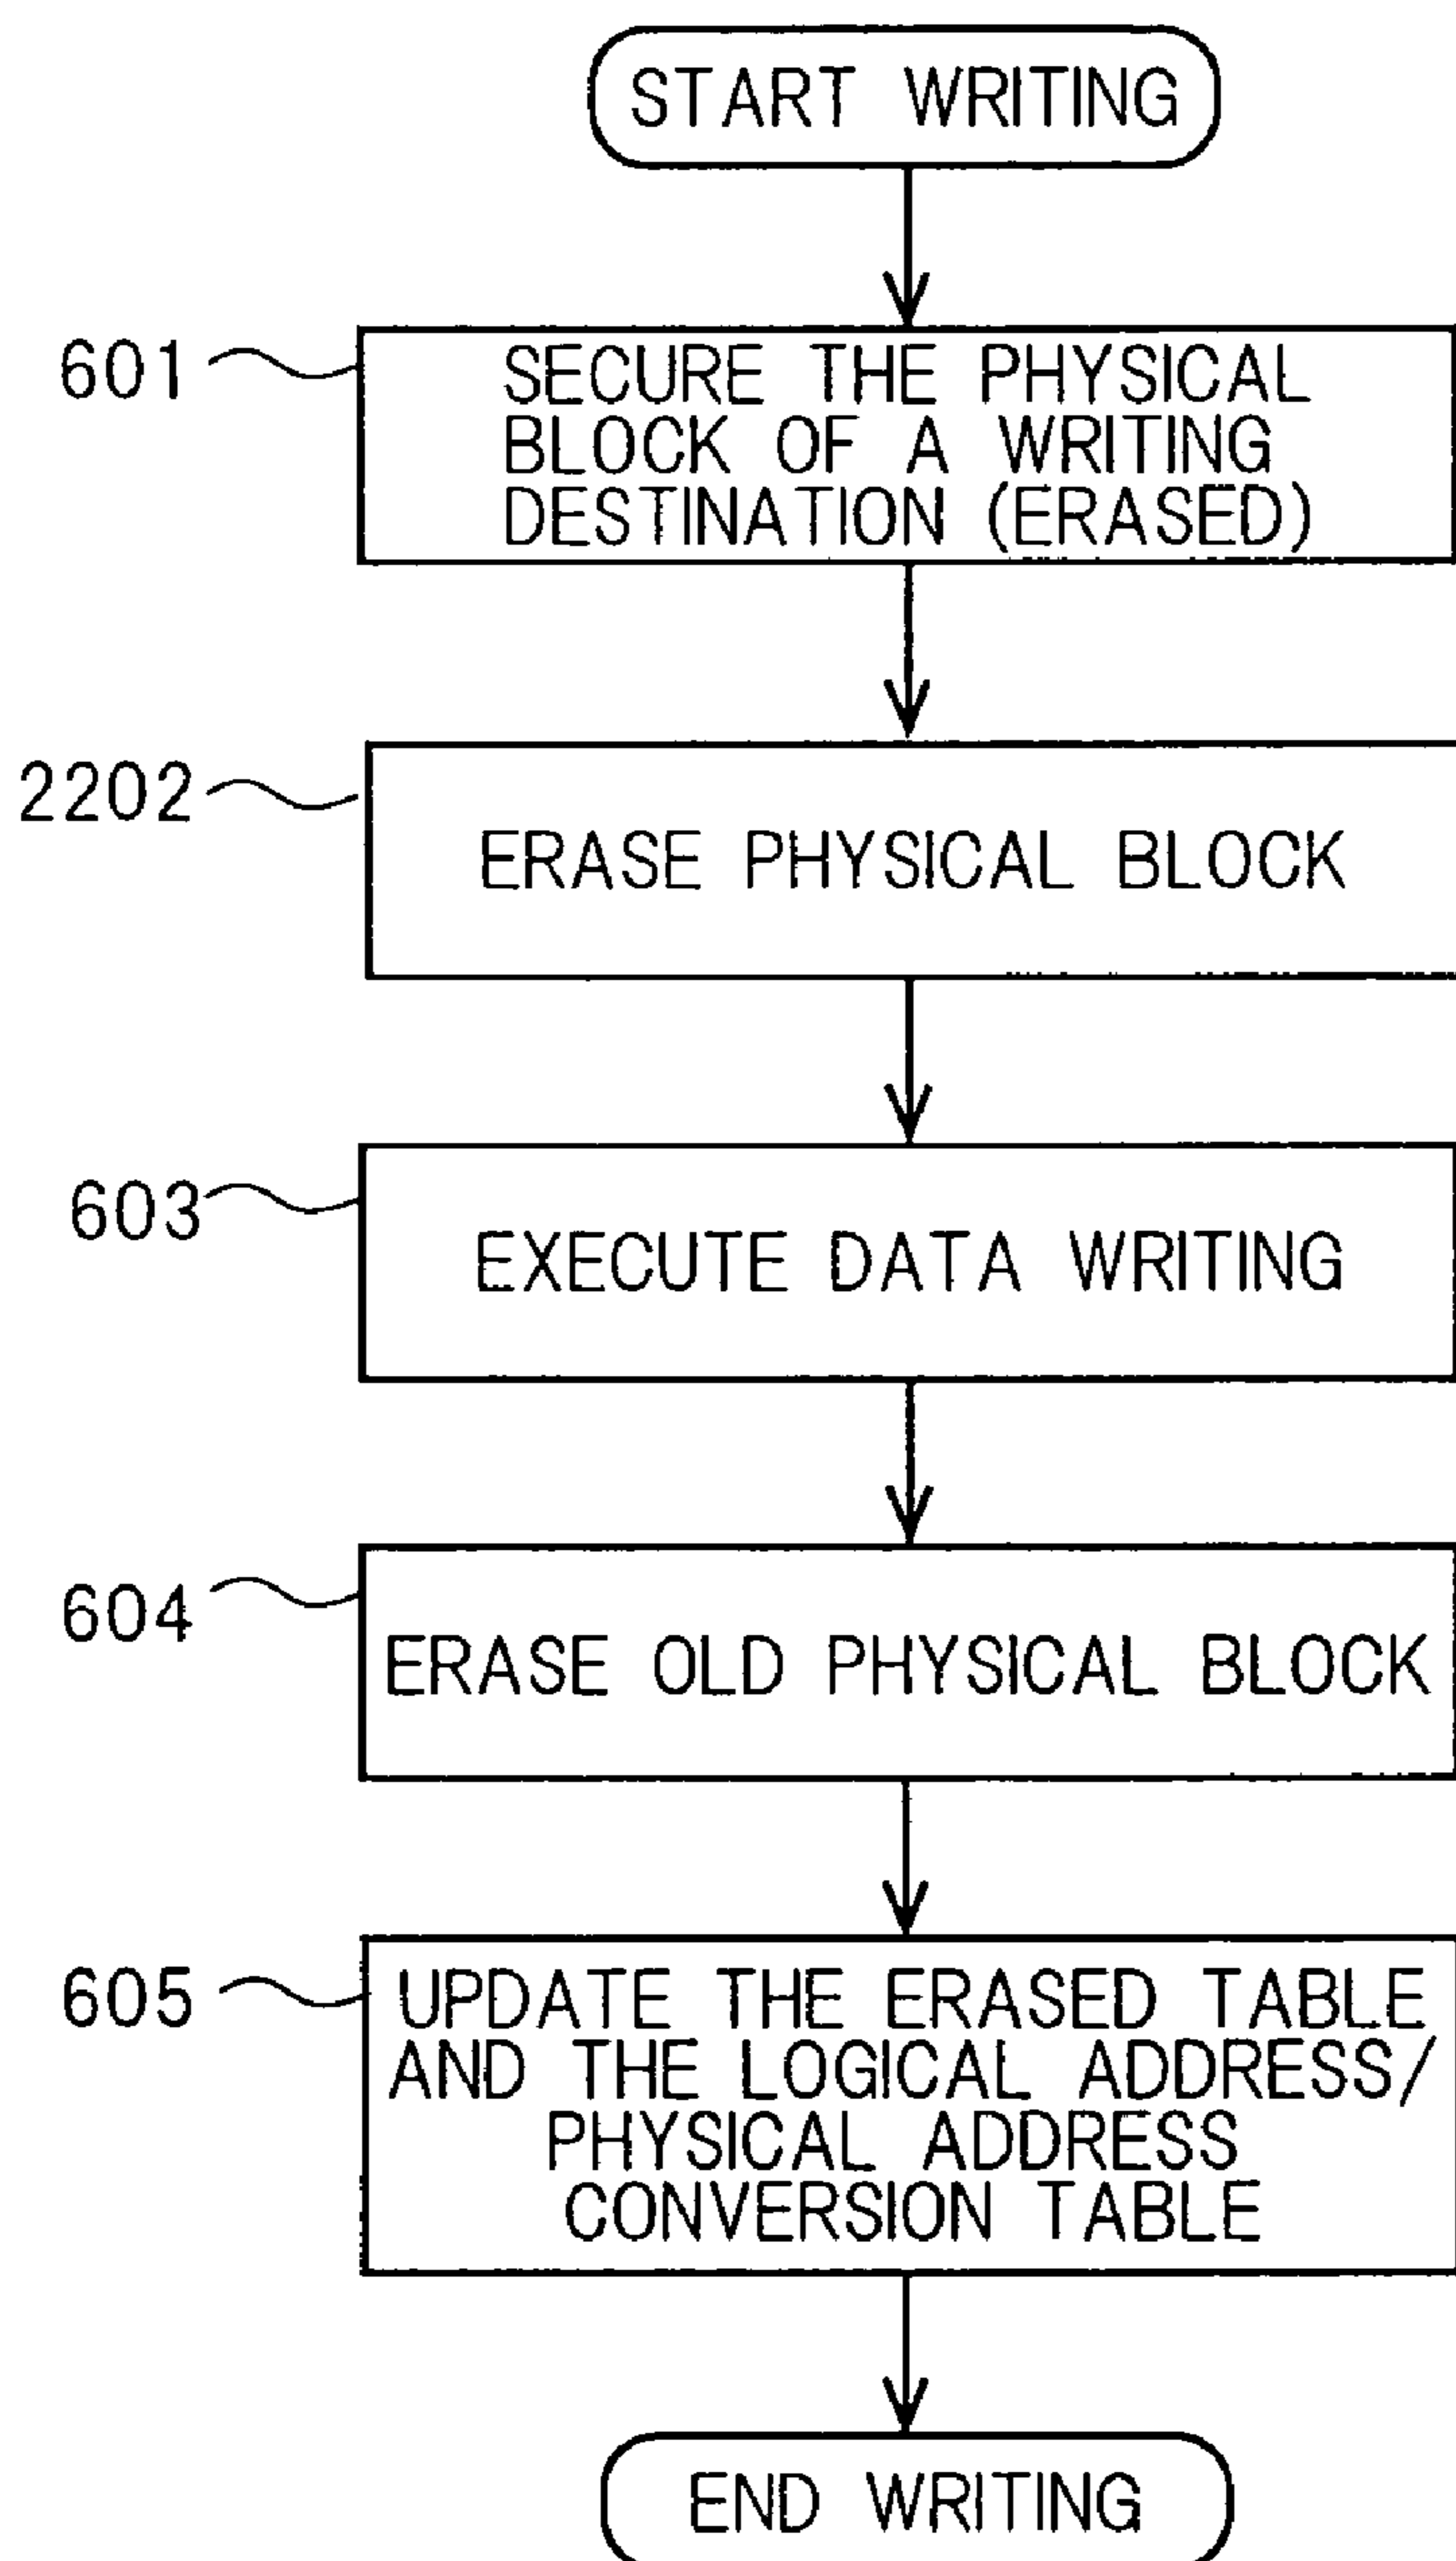 START WRITING
601
SECURE THE PHYSICAL
BLOCK OF A WRITING
DESTINATION (ERASED)
2202
ERASE PHYSICAL BLOCK
603
EXECUTE DATA WRITING
604
ERASE OLD PHYSICAL BLOCK
605
UPDATE THE ERASED TABLE
AND THE LOGICAL ADDRESS/
PHYSICAL ADDRESS
CONVERSION TABLE
END WRITING